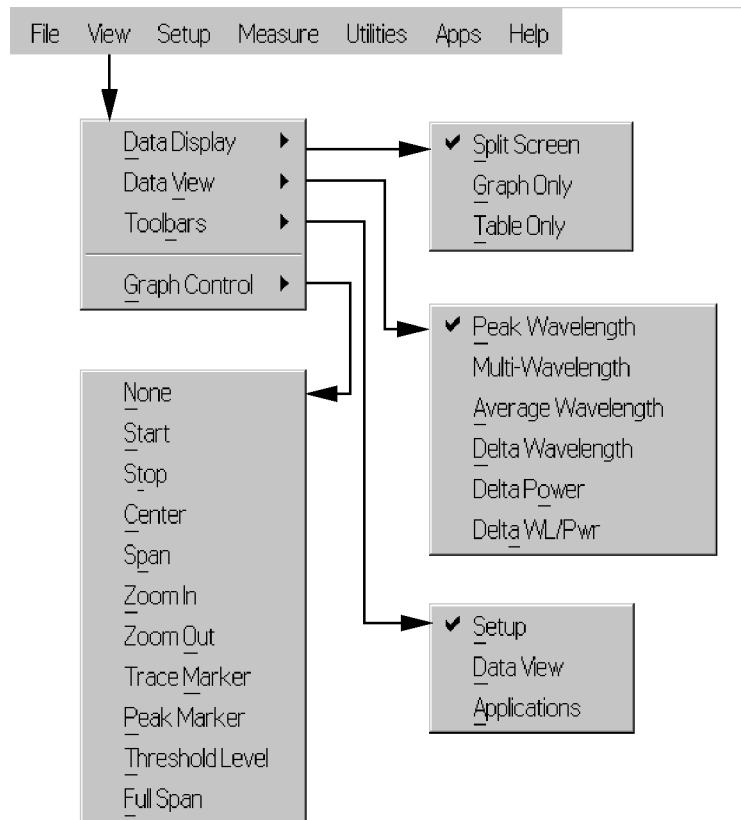 File View Setup Measure Utilities Apps Help
Data Display
Data View
Toolbars
Graph Control
Split Screen
Graph Only
Table Only
Peak Wavelength
Multi-Wavelength
Average Wavelength
Delta Wavelength
Delta Power
Delta WL/Pwr
Setup
Data View
Applications
None
Start
Stop
Center
Span
Zoom In
Zoom Out
Trace Marker
Peak Marker
Threshold Level
Full Span